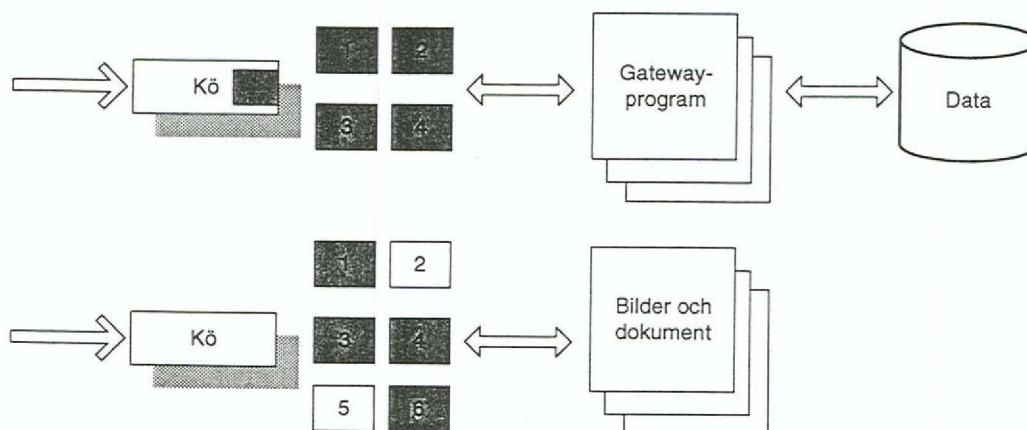 1 2
Kö
Gateway-
program
Data
3 4
1 2
Kö
3 4
Bilder och
dokument
5 6